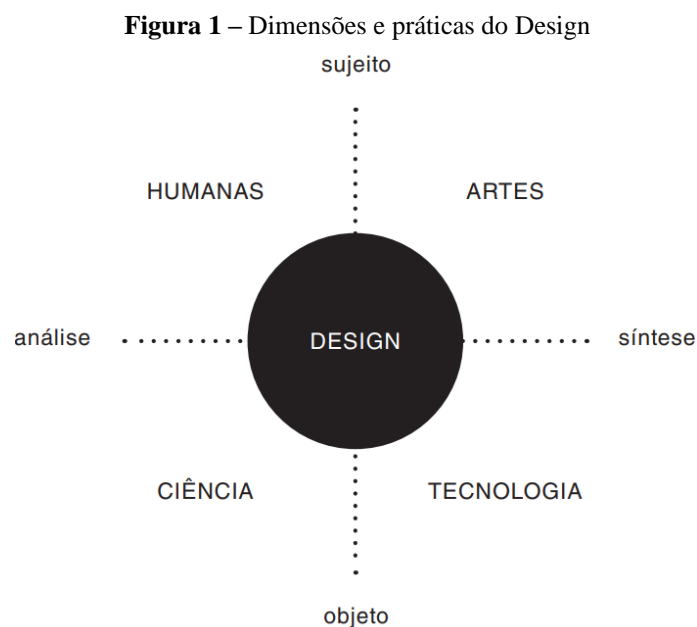 Figura 1 – Dimensões e práticas do Design
sujeito
HUMANAS
ARTES
análise
DESIGN
síntese
CIÊNCIA
TECNOLOGIA
objeto